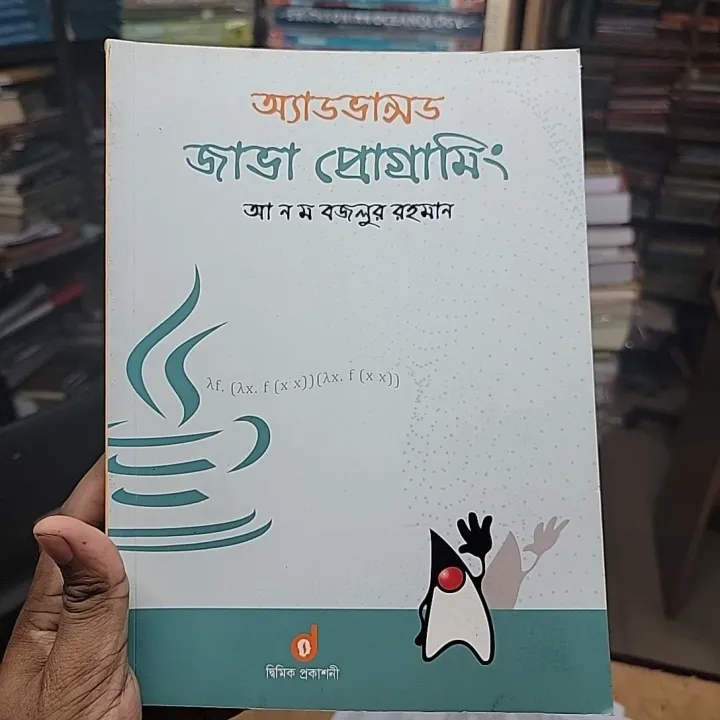 অ্যাডভান্সড
জাভা প্রোগ্রামিং
আ ন ম বজলুর রহমান
λf. (λx. f (x x))(λx. f (x x))
দ্বিমিক প্রকাশনী